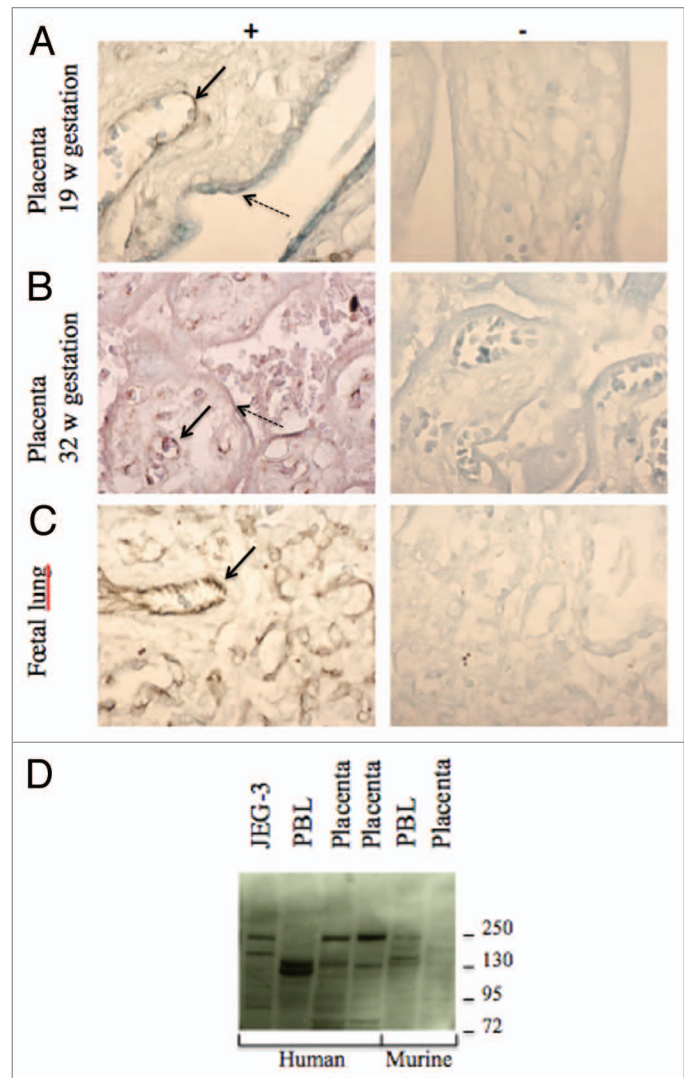 A
+
-
Placenta
19 w gestation
B
Placenta
32 w gestation
C
Fœtal lung
D
JEG-3
PBL
Placenta
Placenta
PBL
Placenta
250
130
95
72
Human
Murine